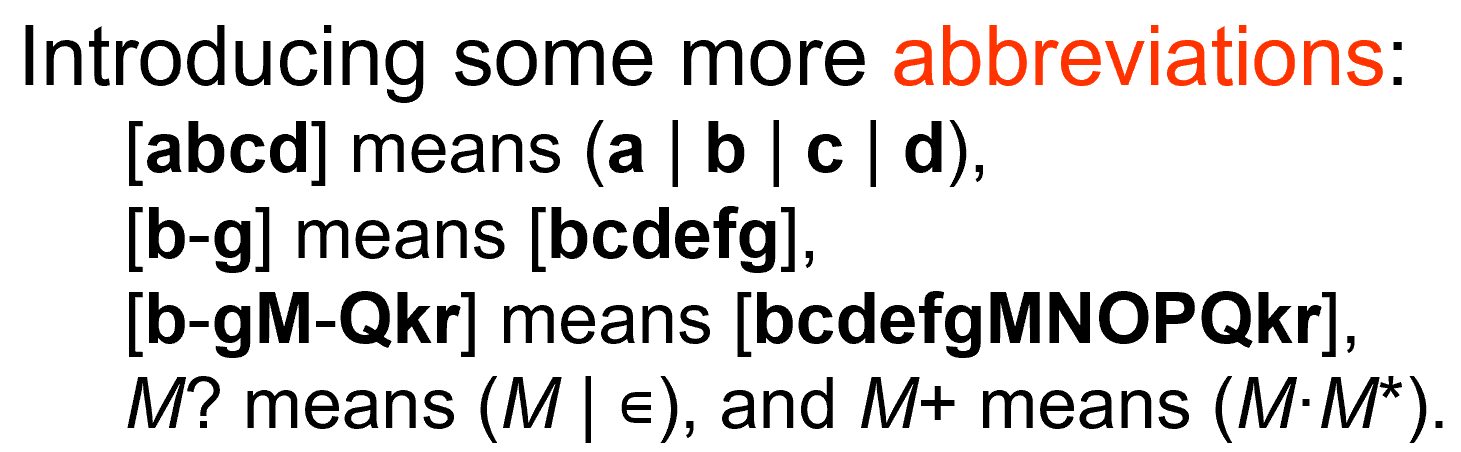 Introducing some more abbreviations:
[abcd] means (a | b | c | d),
[b-g] means [bcdefg],
[b-gM-Qkr] means [bcdefgMNOPQkr],
M? means (M | ∊), and M+ means (M·M*).